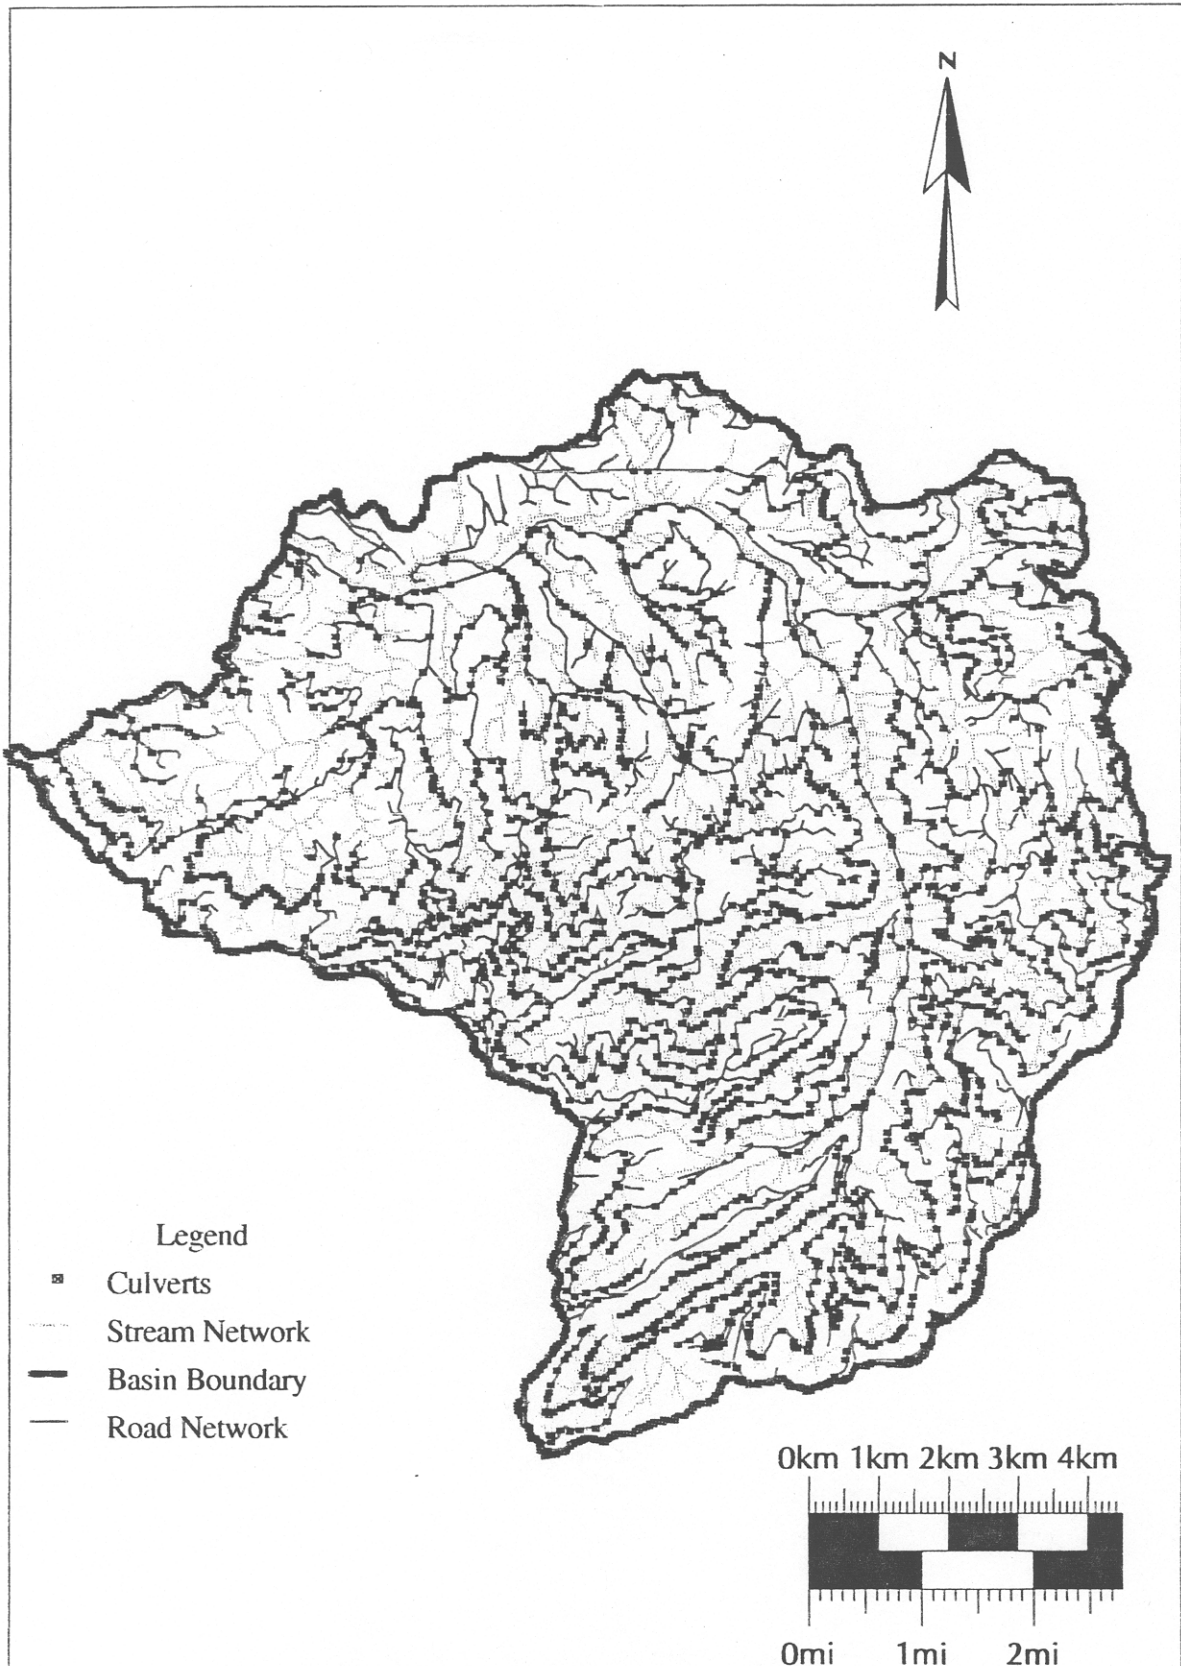 N
Legend
Culverts
Stream Network
Basin Boundary
Road Network
0km 1km 2km 3km 4km
0mi 1mi 2mi